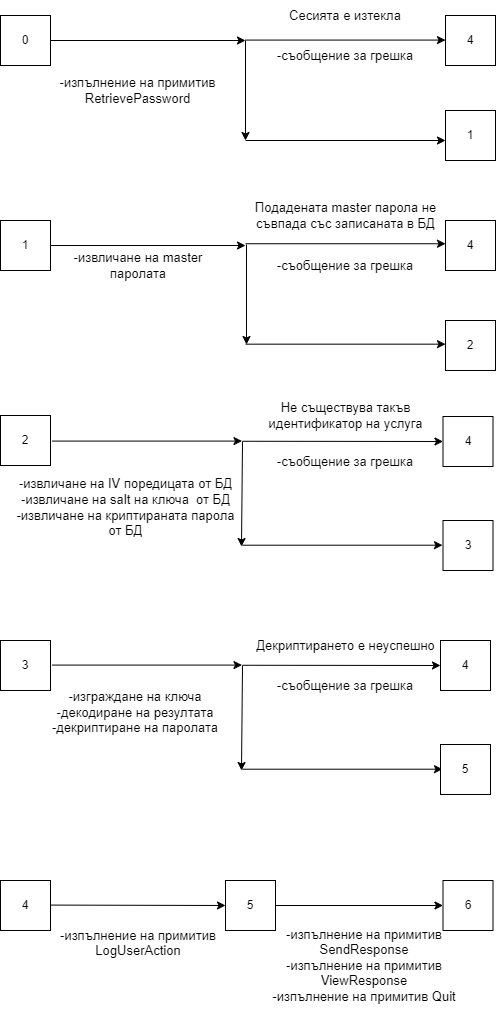 0
Сесията е изтекла
4
-съобщение за грешка
-изпълнение на примитив
RetrievePassword
1
1
Подадената master парола не
съвпада със записаната в БД
4
-извличане на master
паролата
-съобщение за грешка
2
2
Не съществува такъв
идентификатор на услуга
4
-съобщение за грешка
-извличане на IV поредицата от БД
-извличане на salt на ключа от БД
-извличане на криптираната парола
от БД
3
3
Декриптирането е неуспешно
4
-съобщение за грешка
-изграждане на ключа
-декодиране на резултата
-декриптиране на паролата
5
4
5
6
-изпълнение на примитив
LogUserAction
-изпълнение на примитив
SendResponse
-изпълнение на примитив
ViewResponse
-изпълнение на примитив Quit